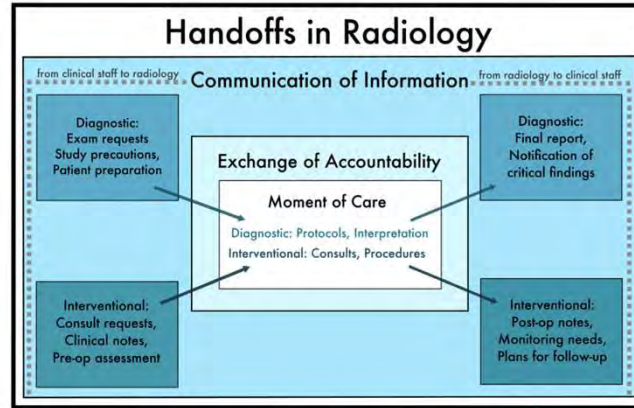 Handoffs in Radiology
from clinical staff to radiology
Communication of Information
from radiology to clinical staff
Diagnostic:
Exam requests
Study precautions,
Patient preparation
Diagnostic:
Final report,
Notification of
critical findings
Exchange of Accountability
Moment of Care
Diagnostic: Protocols, Interpretation
Interventional: Consults, Procedures
Interventional:
Consult requests,
Clinical notes,
Pre-op assessment
Interventional:
Post-op notes,
Monitoring needs,
Plans for follow-up